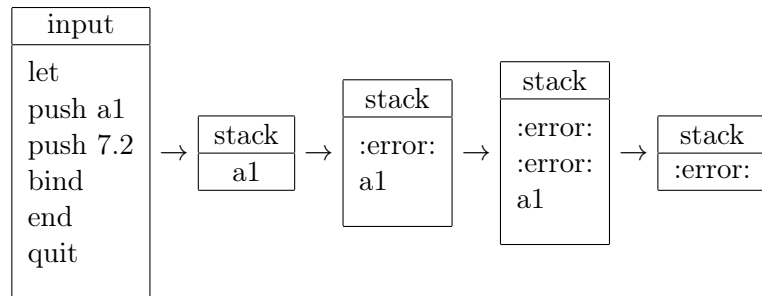 input
let
push a1
push 7.2
bind
end
quit
→
stack
a1
→
stack
:error:
a1
→
stack
:error:
:error:
a1
→
stack
:error: